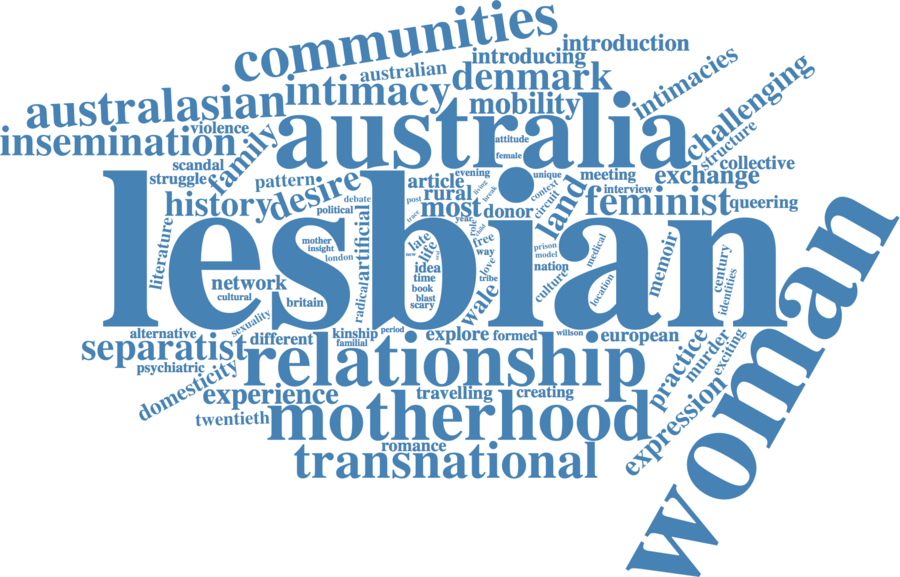 communities
introduction
introducing
australian
intimacy
denmark
intimacies
challenging
australasian
mobility
australia
insemination
violence
family
attitude
female
structure
collective
scandal
struggle
pattern
desire
article
evening
living
break
unique
context
circuit
land
meeting
exchange
interview
history
debate
political
post
rural
most
donor
year
feminist
queering
lesbian
literature
mother
insight
london
artificial
radical
trace
role
child
late
life
free
way
prison
model
nation
medical
memoir
century
identities
network
cultural
britain
idea
time
book
blast
scary
love
tribe
wale
culture
location
woman
alternative
sexuality
different
kinship
familial
period
explore
formed
willson
european
separatist
psychiatric
domesticity
relationship
practice
murder
exciting
experience
travelling
creating
expression
twentieth
motherhood
romance
transnational